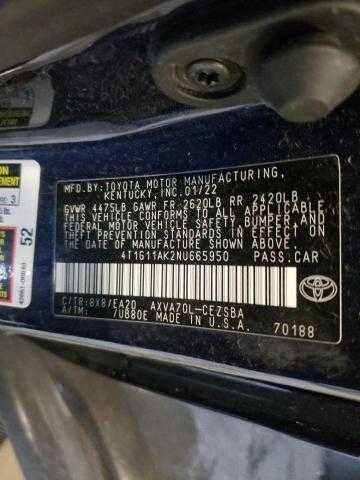 MFD.BY:TOYOTA MOTOR MANUFACTURING,
KENTUCKY, INC.01/22
GVWR 4475LB GAWR FR 2620LB RR 2420LB
THIS VEHICLE CONFORMS TO ALL APPLICABLE
FEDERAL MOTOR VEHICLE SAFETY BUMPER AND
THEFT PREVENTION STANDARDS IN EFFECT ON
THE DATE OF MANUFACTURE SHOWN ABOVE.
4T1G11AK2NU665950 PASS.CAR
C/TR:8X8/EA20 AXVA70L-CEZSBA
A/TM: U880E MADE IN U.S.A.
70188
TOYOTA
52